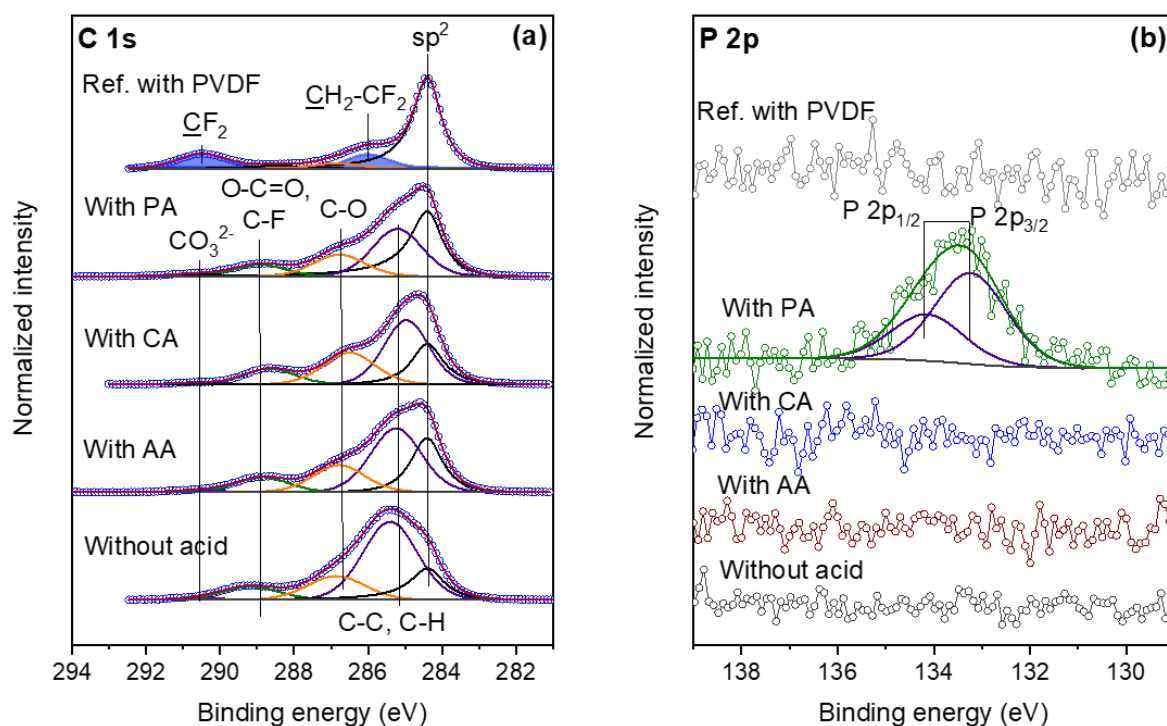 C 1s
(a)
sp²
Ref. with PVDF
CH₂-CF₂
CF₂
With PA
O-C=O,
C-F
C-O
CO₃²⁻
With CA
With AA
Without acid
C-C, C-H
Normalized intensity
294 292 290 288 286 284 282
Binding energy (eV)
P 2p
(b)
Ref. with PVDF
P 2p₁/₂ P 2p₃/₂
With PA
With CA
With AA
Without acid
Normalized intensity
138 136 134 132 130
Binding energy (eV)